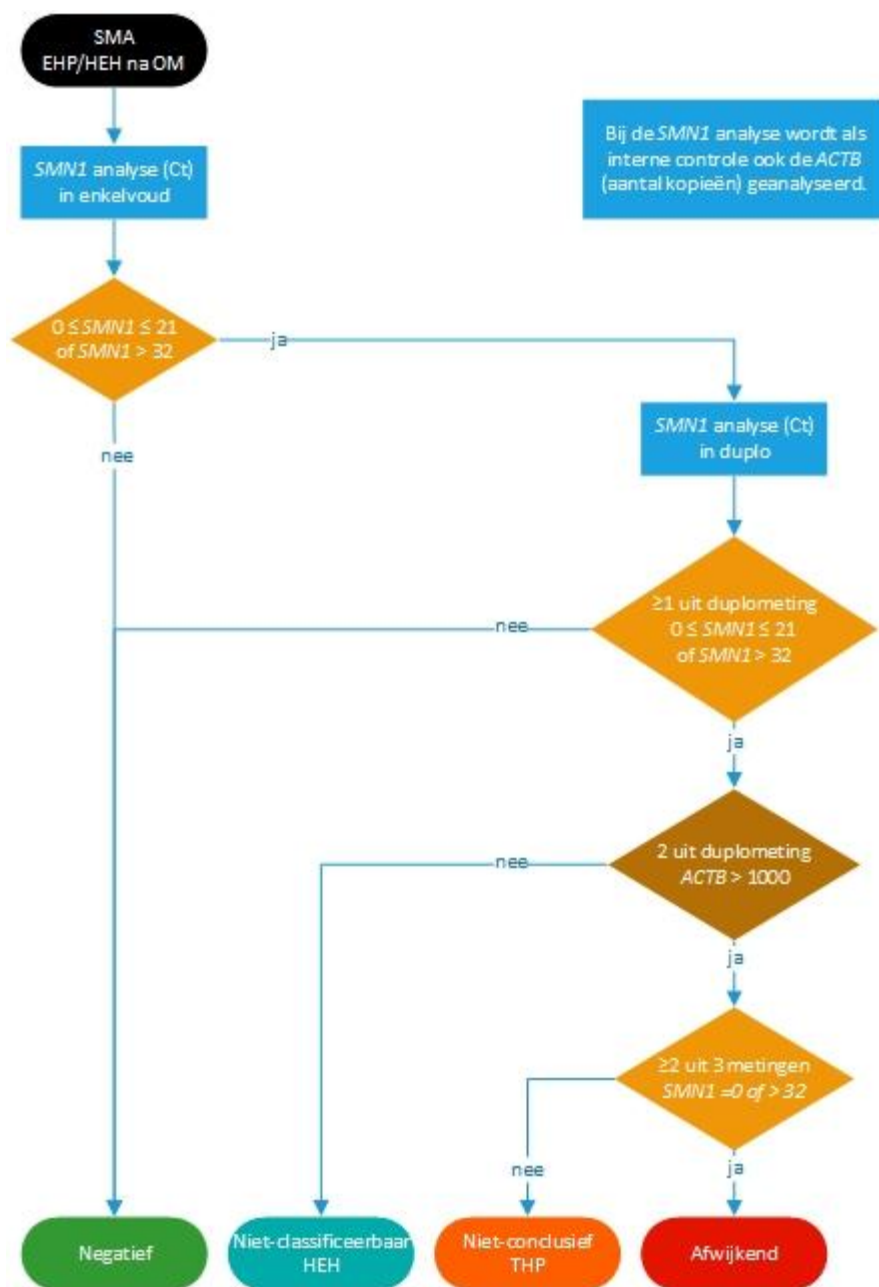 SMA
EHP/HEH na OM
Bij de SMN1 analyse wordt als
interne controle ook de ACTB
(aantal kopieën) geanalyseerd.
SMN1 analyse (Ct)
in enkelvoud
0 ≤ SMN1 ≤ 21
of SMN1 > 32
ja
nee
SMN1 analyse (Ct)
in duplo
≥1 uit duplometing
0 ≤ SMN1 ≤ 21
of SMN1 > 32
nee
ja
2 uit duplometing
ACTB > 1000
nee
ja
≥2 uit 3 metingen
SMN1 =0 of > 32
nee
ja
Negatief
Niet-classificeerbaar
HEH
Niet-conclusief
THP
Afwijkend